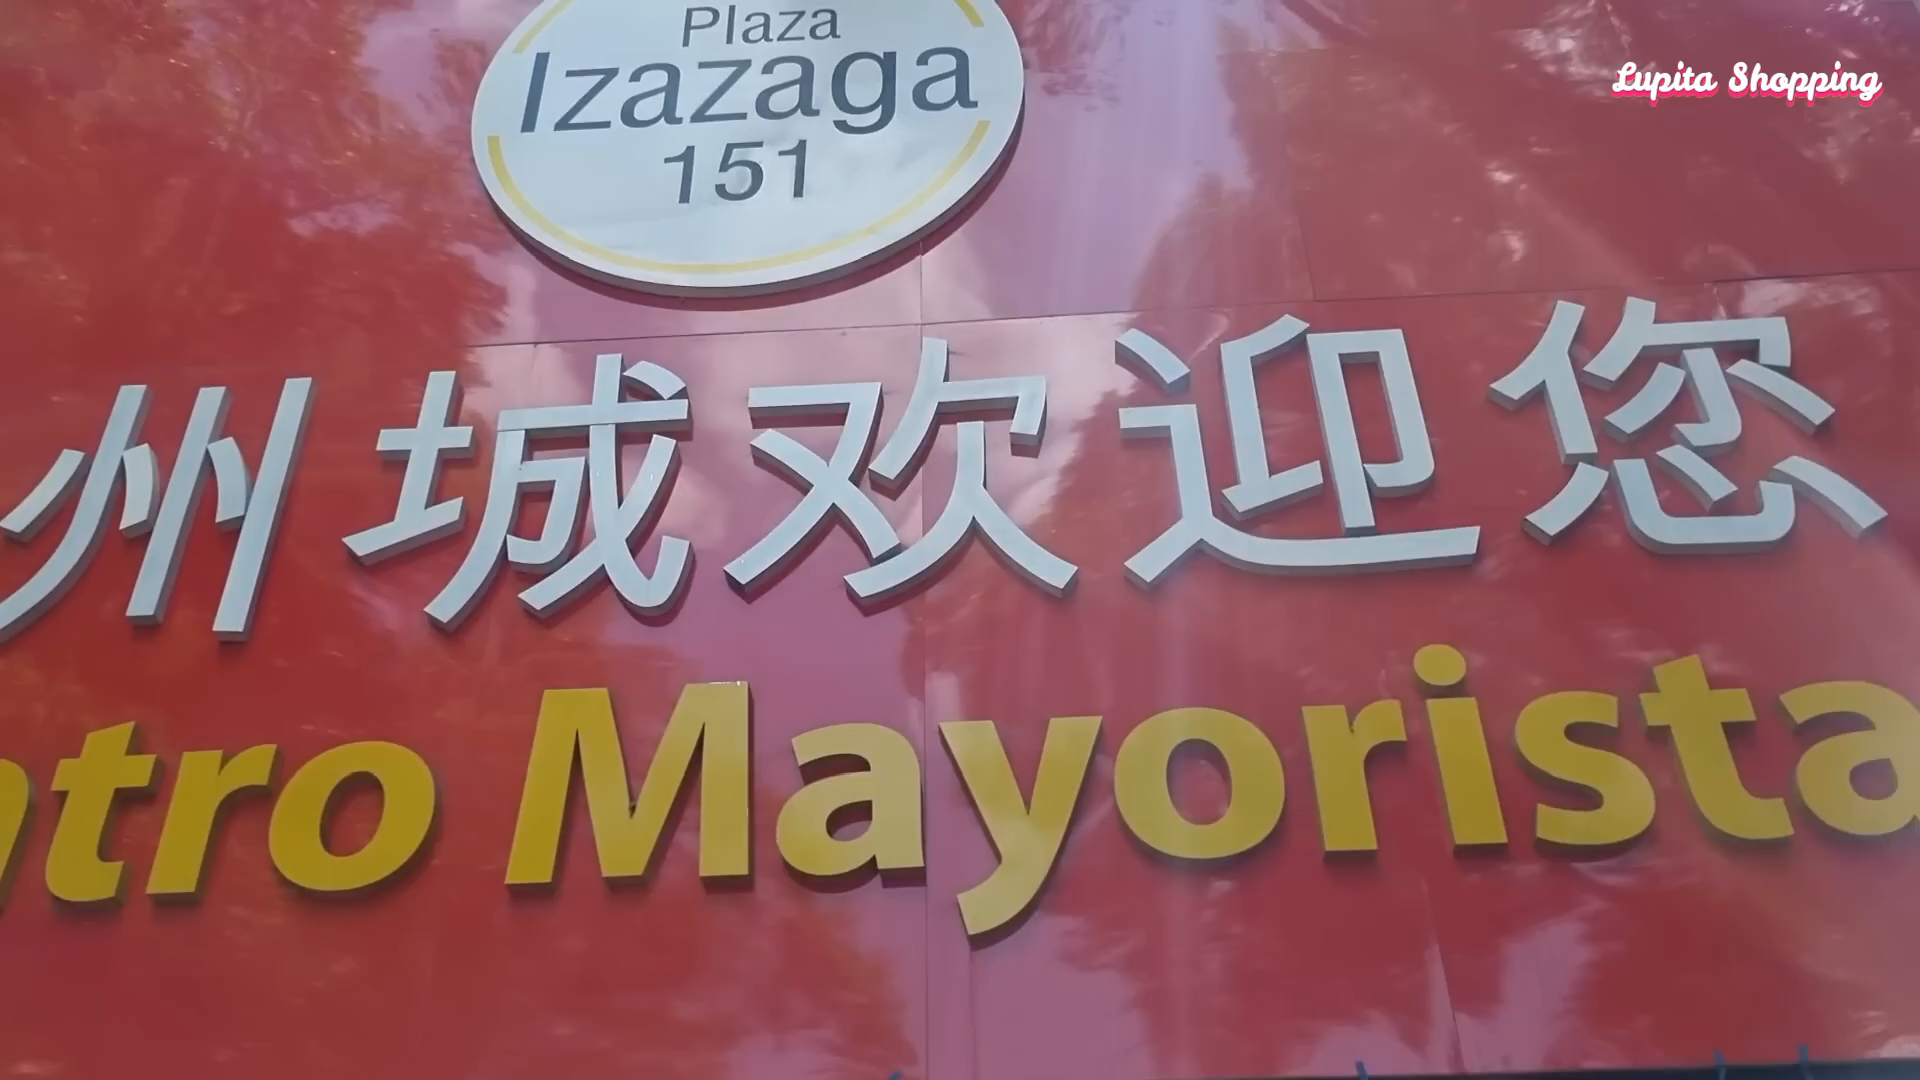 Plaza
Izazaga
151
Lupita Shopping
州城欢迎您
ntro Mayorista